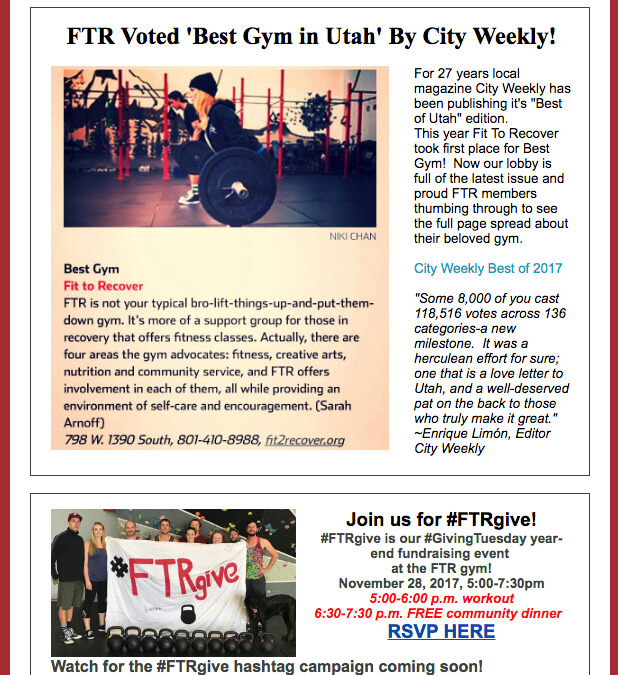 FTR Voted 'Best Gym in Utah' By City Weekly!
NIKI CHAN
Best Gym
Fit to Recover
FTR is not your typical bro-lift-things-up-and-put-them-
down gym. It's more of a support group for those in
recovery that offers fitness classes. Actually, there are
four areas the gym advocates: fitness, creative arts,
nutrition and community service, and FTR offers
involvement in each of them, all while providing an
environment of self-care and encouragement. (Sarah
Arnoff)
798 W. 1390 South, 801-410-8988, fit2recover.org
For 27 years local
magazine City Weekly has
been publishing it's "Best
of Utah" edition.
This year Fit To Recover
took first place for Best
Gym!  Now our lobby is
full of the latest issue and
proud FTR members
thumbing through to see
the full page spread about
their beloved gym.
City Weekly Best of 2017
"Some 8,000 of you cast
118,516 votes across 136
categories-a new
milestone.  It was a
herculean effort for sure;
one that is a love letter to
Utah, and a well-deserved
pat on the back to those
who truly make it great."
~Enrique Limón, Editor
City Weekly
#FTRgive
Join us for #FTRgive!
#FTRgive is our #GivingTuesday year-
end fundraising event
at the FTR gym!
November 28, 2017, 5:00-7:30pm
5:00-6:00 p.m. workout
6:30-7:30 p.m. FREE community dinner
RSVP HERE
Watch for the #FTRgive hashtag campaign coming soon!